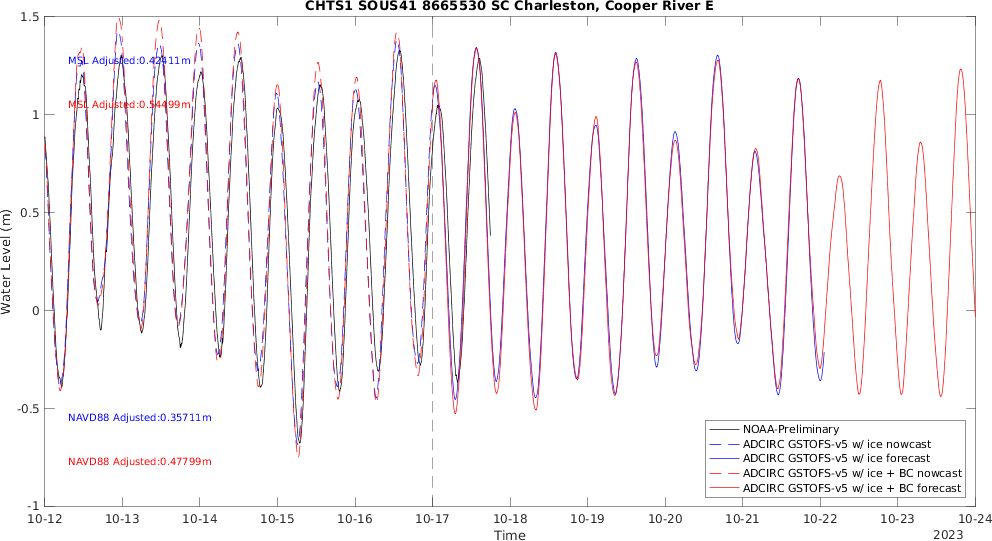 CHTS1 SOUS41 8665530 SC Charleston, Cooper River E
1.5
1
0.5
0
-0.5
-1
Water Level (m)
MSL Adjusted:0.42411m
MSL Adjusted:0.54499m
NAVD88 Adjusted:0.35711m
NAVD88 Adjusted:0.47799m
NOAA-Preliminary
ADCIRC GSTOFS-v5 w/ ice nowcast
ADCIRC GSTOFS-v5 w/ ice forecast
ADCIRC GSTOFS-v5 w/ ice + BC nowcast
ADCIRC GSTOFS-v5 w/ ice + BC forecast
10-12 10-13 10-14 10-15 10-16 10-17 10-18 10-19 10-20 10-21 10-22 10-23 10-24
Time
2023